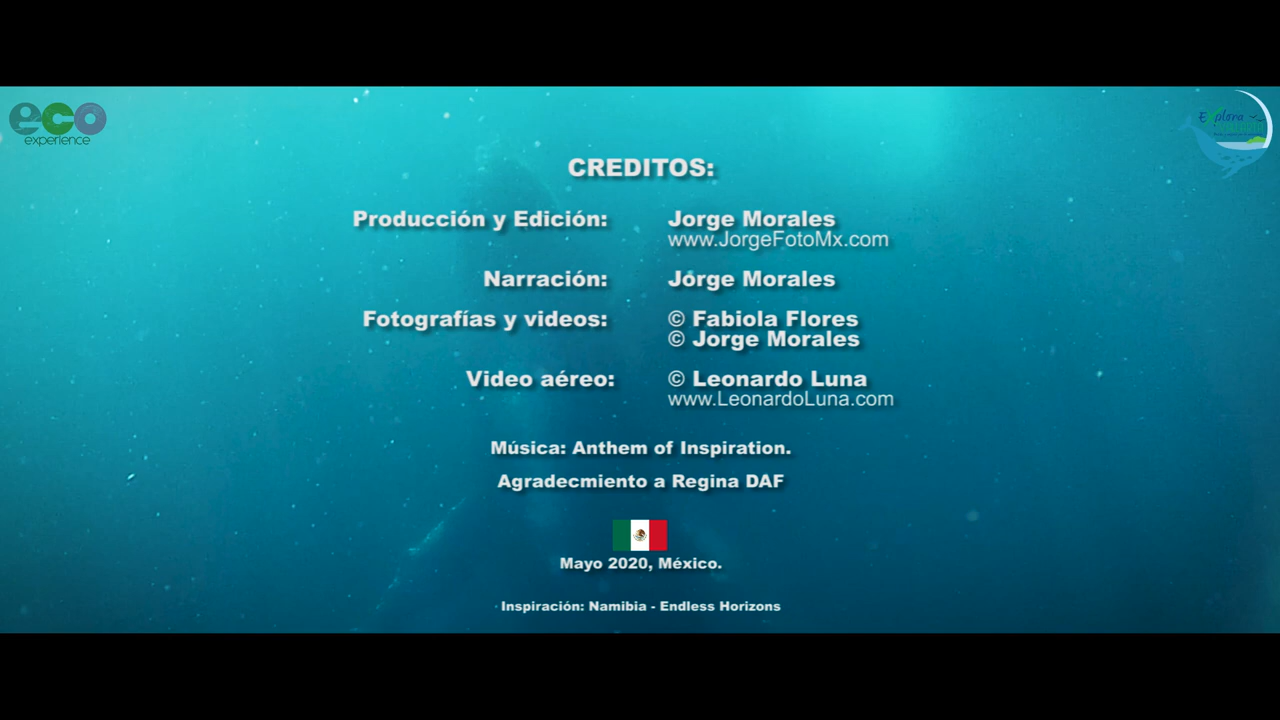 eco
experience
Explora
CREDITOS:
Producción y Edición: Jorge Morales
www.JorgeFotoMx.com
Narración: Jorge Morales
Fotografías y videos: © Fabiola Flores
© Jorge Morales
Video aéreo: © Leonardo Luna
www.LeonardoLuna.com
Música: Anthem of Inspiration.
Agradecmiento a Regina DAF
Mayo 2020, México.
Inspiración: Namibia - Endless Horizons